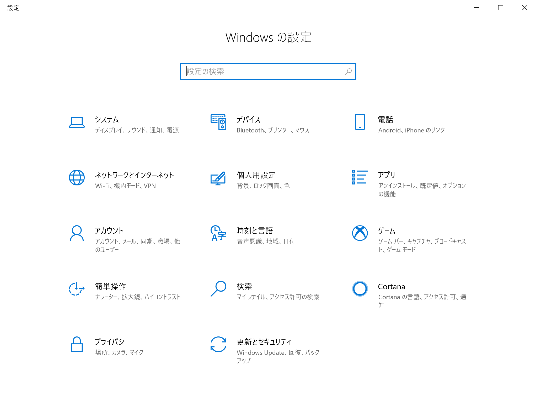 設定
Windows の設定
設定の検索
システム
ディスプレイ、サウンド、通知、電源
デバイス
Bluetooth、プリンター、マウス
電話
Android、iPhone のリンク
ネットワークとインターネット
Wi-Fi、機内モード、VPN
個人用設定
背景、ロック画面、色
アプリ
アンインストール、既定値、オプション
の機能
アカウント
アカウント、メール、同期、職場、他
のユーザー
時刻と言語
音声認識、地域、日付
ゲーム
ゲーム バー、キャプチャ、ブロードキャス
ト、ゲーム モード
簡単操作
ナレーター、拡大鏡、ハイコントラスト
検索
マイ ファイル、アクセス許可の検索
Cortana
Cortana の言語、アクセス許可、通
知
プライバシー
場所、カメラ、マイク
更新とセキュリティ
Windows Update、回復、バック
アップ